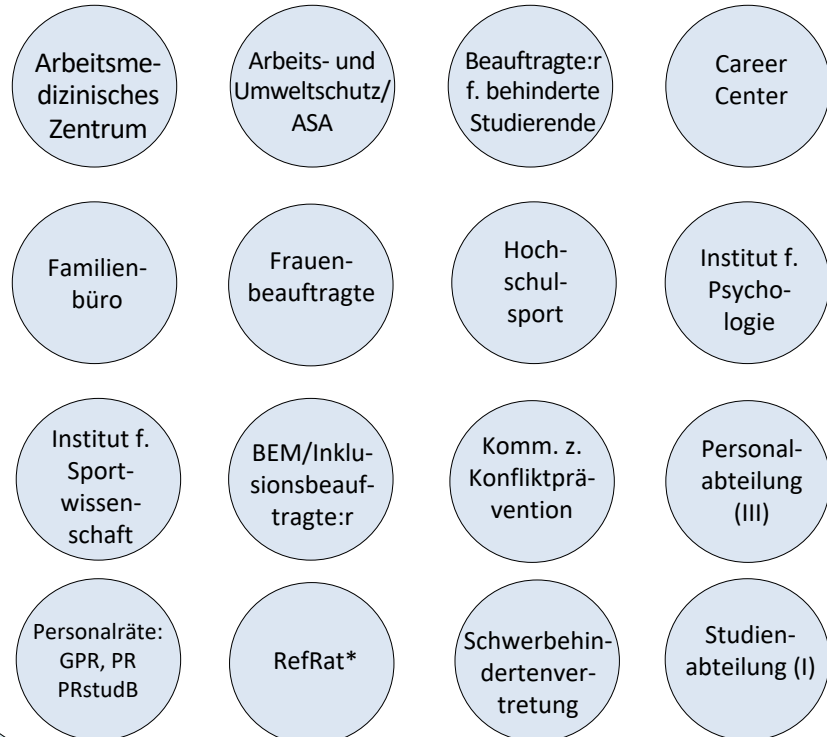 Arbeitsme-
dizinisches
Zentrum
Arbeits- und
Umweltschutz/
ASA
Beauftragte:r
f. behinderte
Studierende
Career
Center
Familien-
büro
Frauen-
beauftragte
Hoch-
schul-
sport
Institut f.
Psycho-
logie
Institut f.
Sport-
wissen-
schaft
BEM/Inklu-
sionsbeauf-
tragte:r
Komm. z.
Konfliktprä-
vention
Personal-
abteilung
(III)
Personalräte:
GPR, PR
PRstudB
RefRat*
Schwerbehin-
dertenver-
tretung
Studien-
abteilung (I)